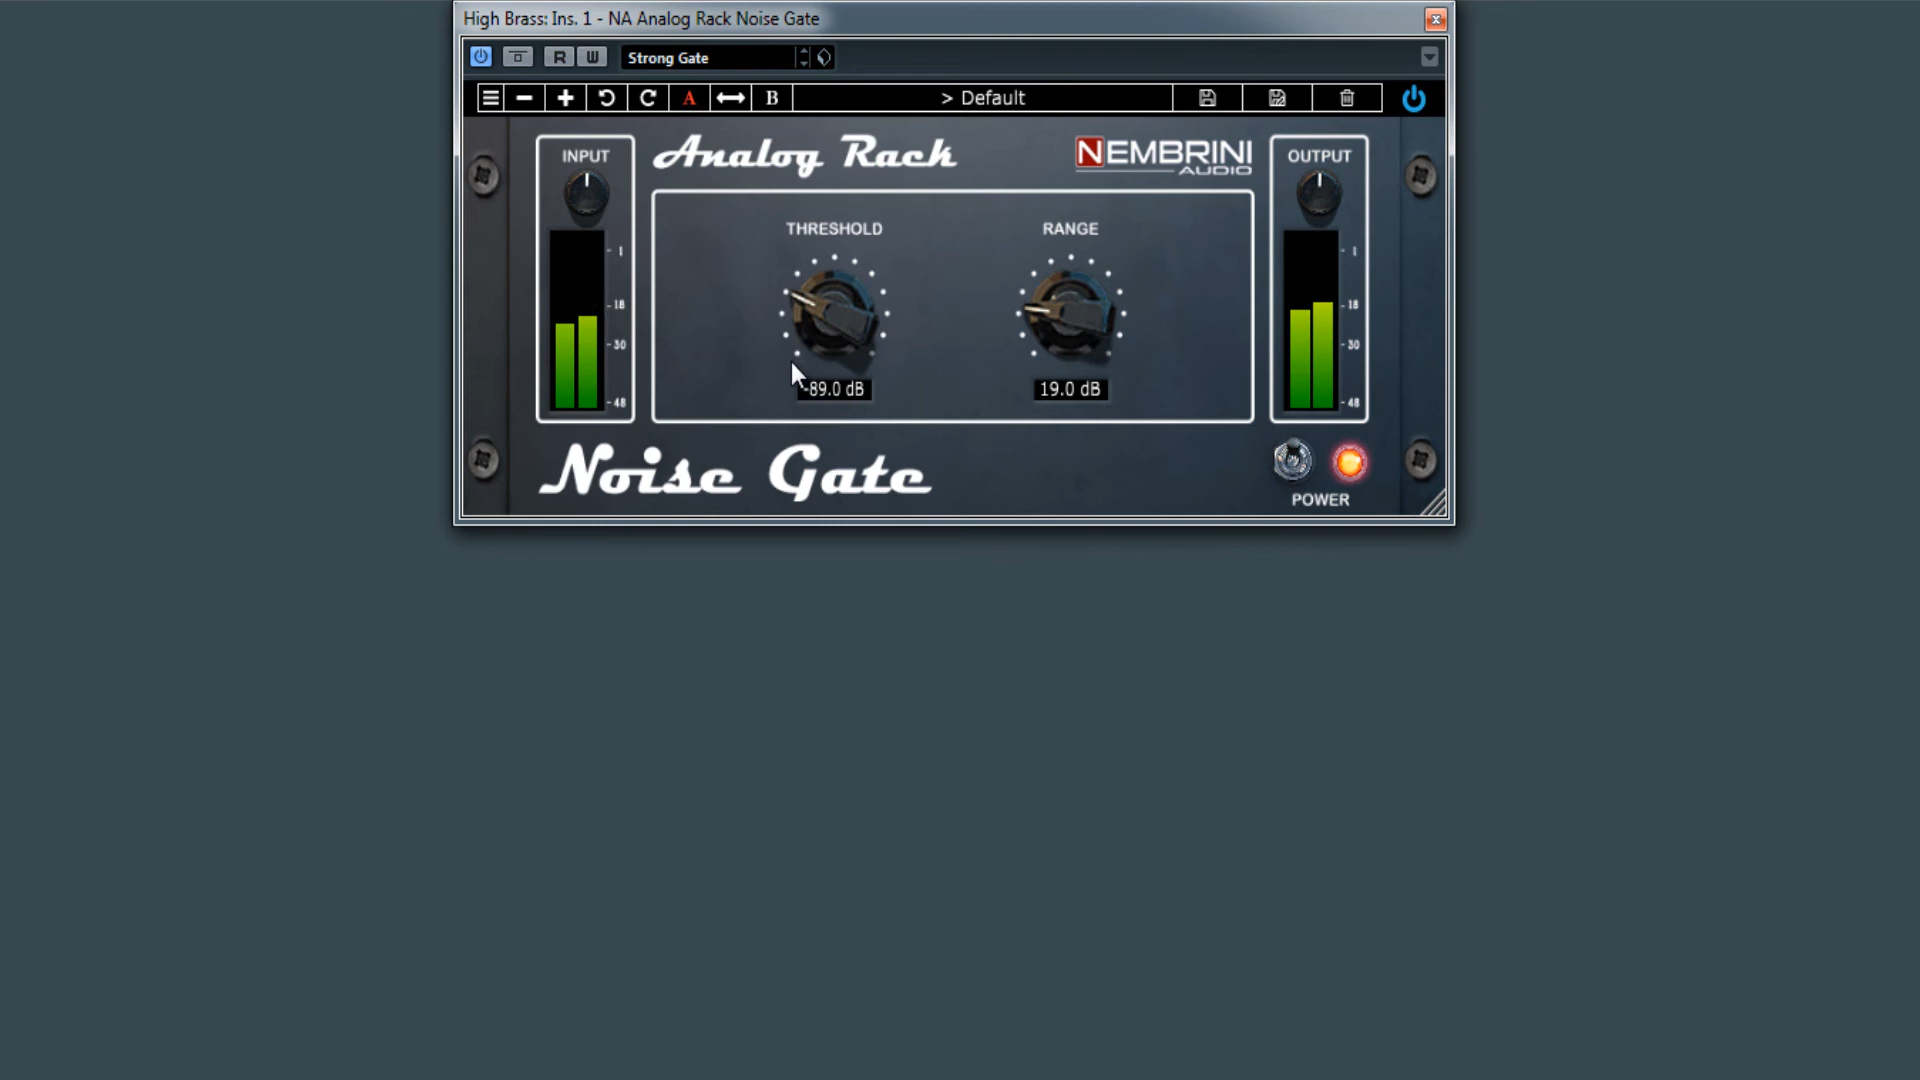 High Brass: Ins. 1 - NA Analog Rack Noise Gate
R W Strong Gate
A B > Default
INPUT Analog Rack NEMBRINI AUDIO OUTPUT
THRESHOLD RANGE
- 1 - 1
- 18 - 18
- 30 - 30
-89.0 dB 19.0 dB
- 48 - 48
Noise Gate
POWER